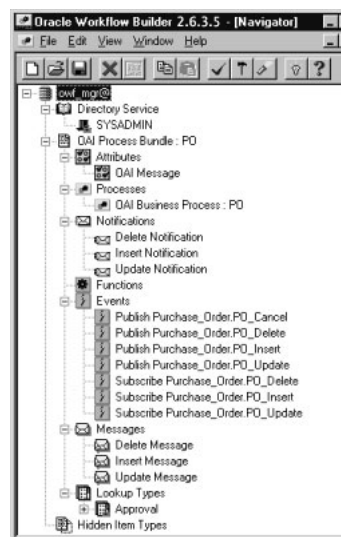 Oracle Workflow Builder 2.6.3.5 - [Navigator]
File Edit View Window Help
owf_mgr@
Directory Service
SYSADMIN
OAI Process Bundle : PO
Attributes
OAI Message
Processes
OAI Business Process : PO
Notifications
Delete Notification
Insert Notification
Update Notification
Functions
Events
Publish Purchase_Order.PO_Cancel
Publish Purchase_Order.PO_Delete
Publish Purchase_Order.PO_Insert
Publish Purchase_Order.PO_Update
Subscribe Purchase_Order.PO_Delete
Subscribe Purchase_Order.PO_Insert
Subscribe Purchase_Order.PO_Update
Messages
Delete Message
Insert Message
Update Message
Lookup Types
Approval
Hidden Item Types